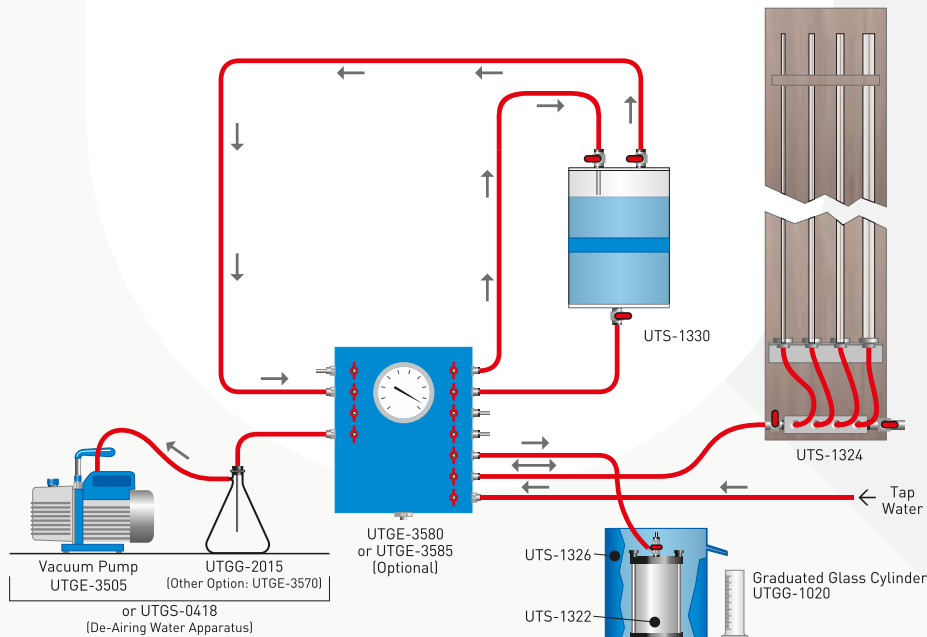 UTS-1330
UTS-1324
Tap
Water
UTGE-3580
or UTGE-3585
(Optional)
Vacuum Pump
UTGE-3505
UTGG-2015
(Other Option: UTGE-3570)
or UTGS-0418
(De-Airing Water Apparatus)
UTS-1326
UTS-1322
Graduated Glass Cylinder
UTGG-1020